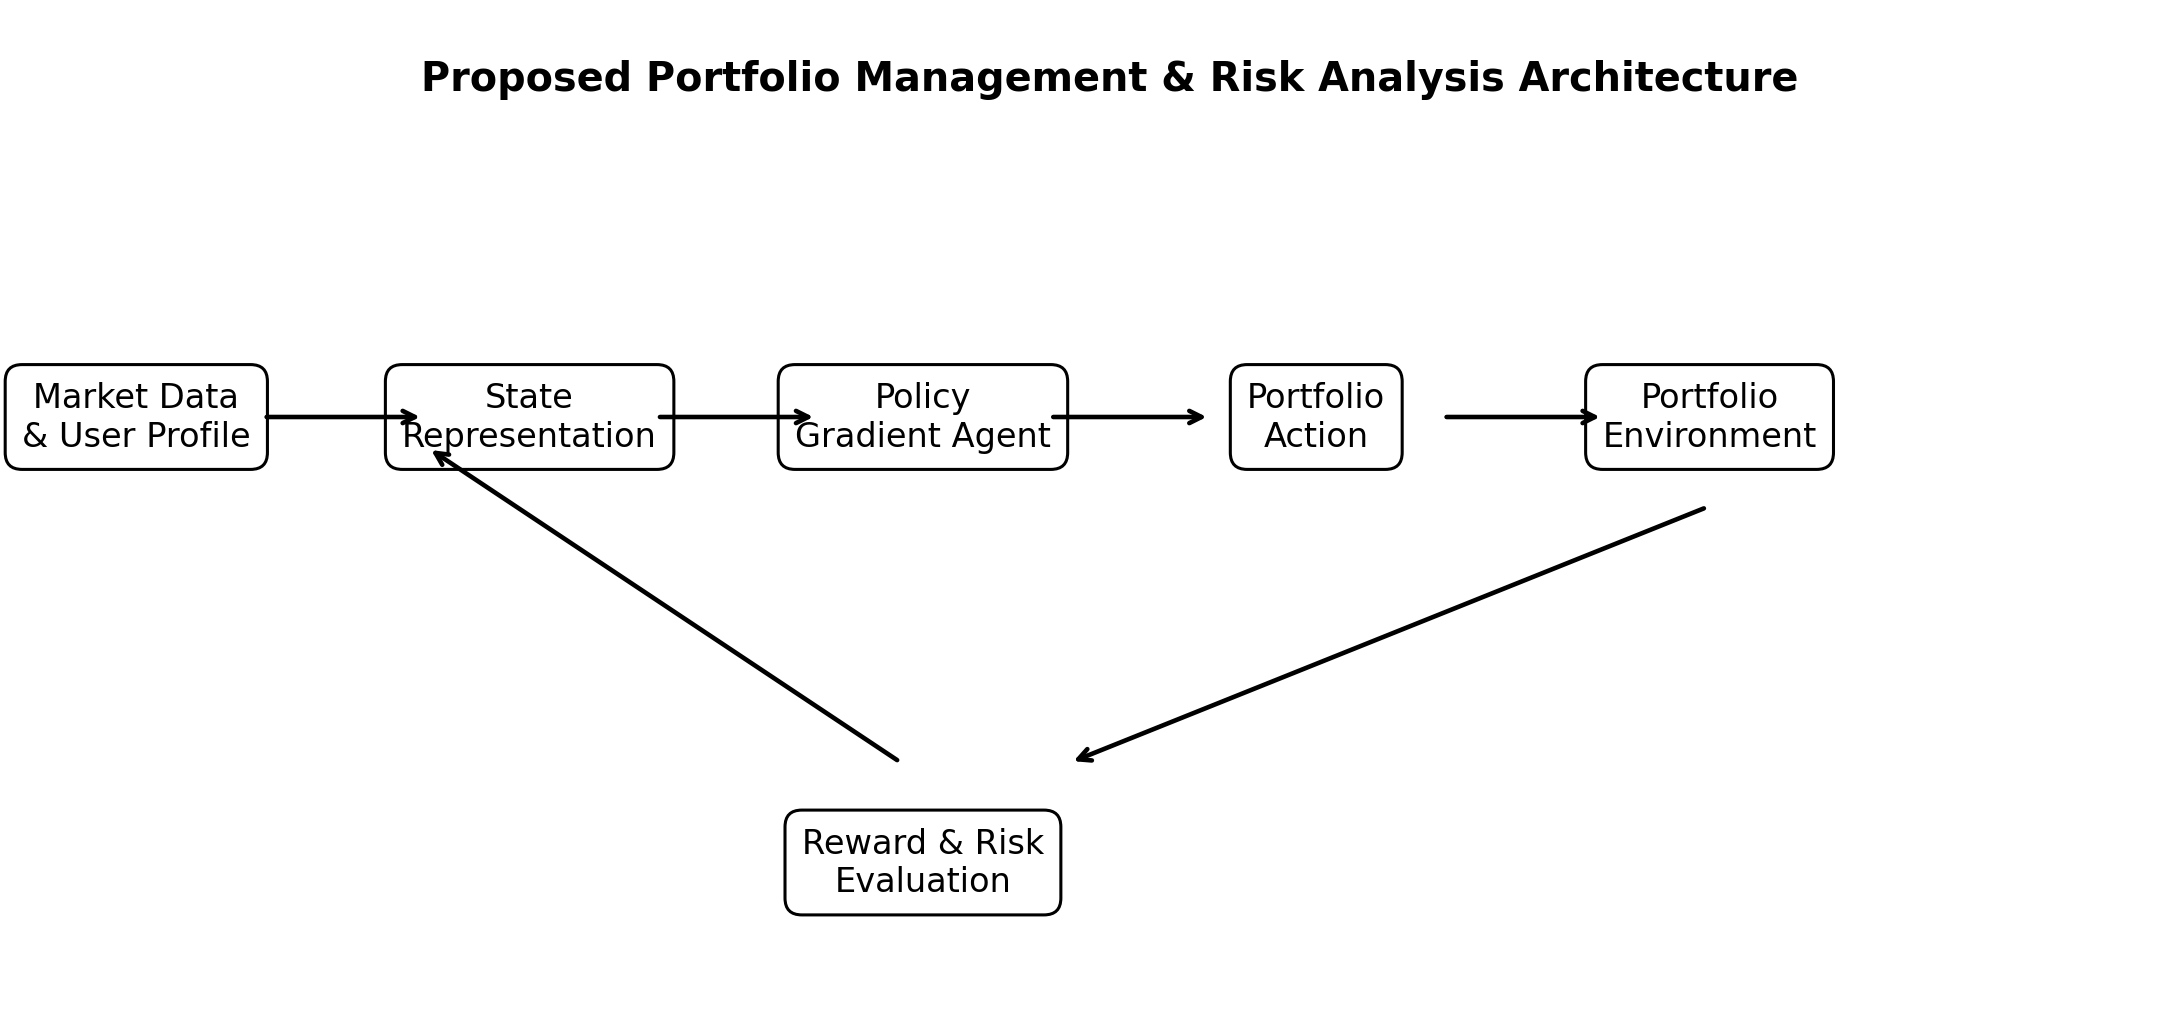 Proposed Portfolio Management & Risk Analysis Architecture
Market Data
& User Profile
State
Representation
Policy
Gradient Agent
Portfolio
Action
Portfolio
Environment
Reward & Risk
Evaluation